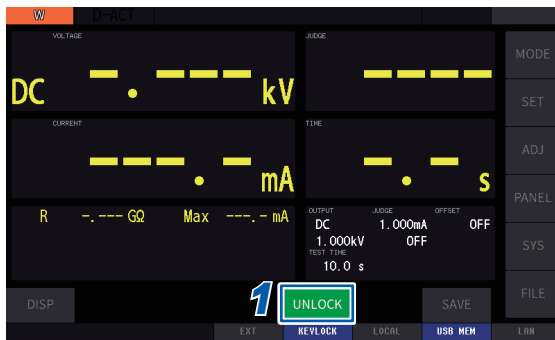 W D-ACT
VOLTAGE JUDGE
DC -.--- kV ----
MODE
SET
CURRENT TIME
---.- mA -.- s
ADJ
PANEL
R -.--- GΩ Max ---.- mA
OUTPUT JUDGE OFFSET
DC 1.000mA OFF
1.000kV OFF
TEST TIME
10.0 s
SYS
FILE
DISP 1 UNLOCK SAVE
EXT KEYLOCK LOCAL USB MEM LAN